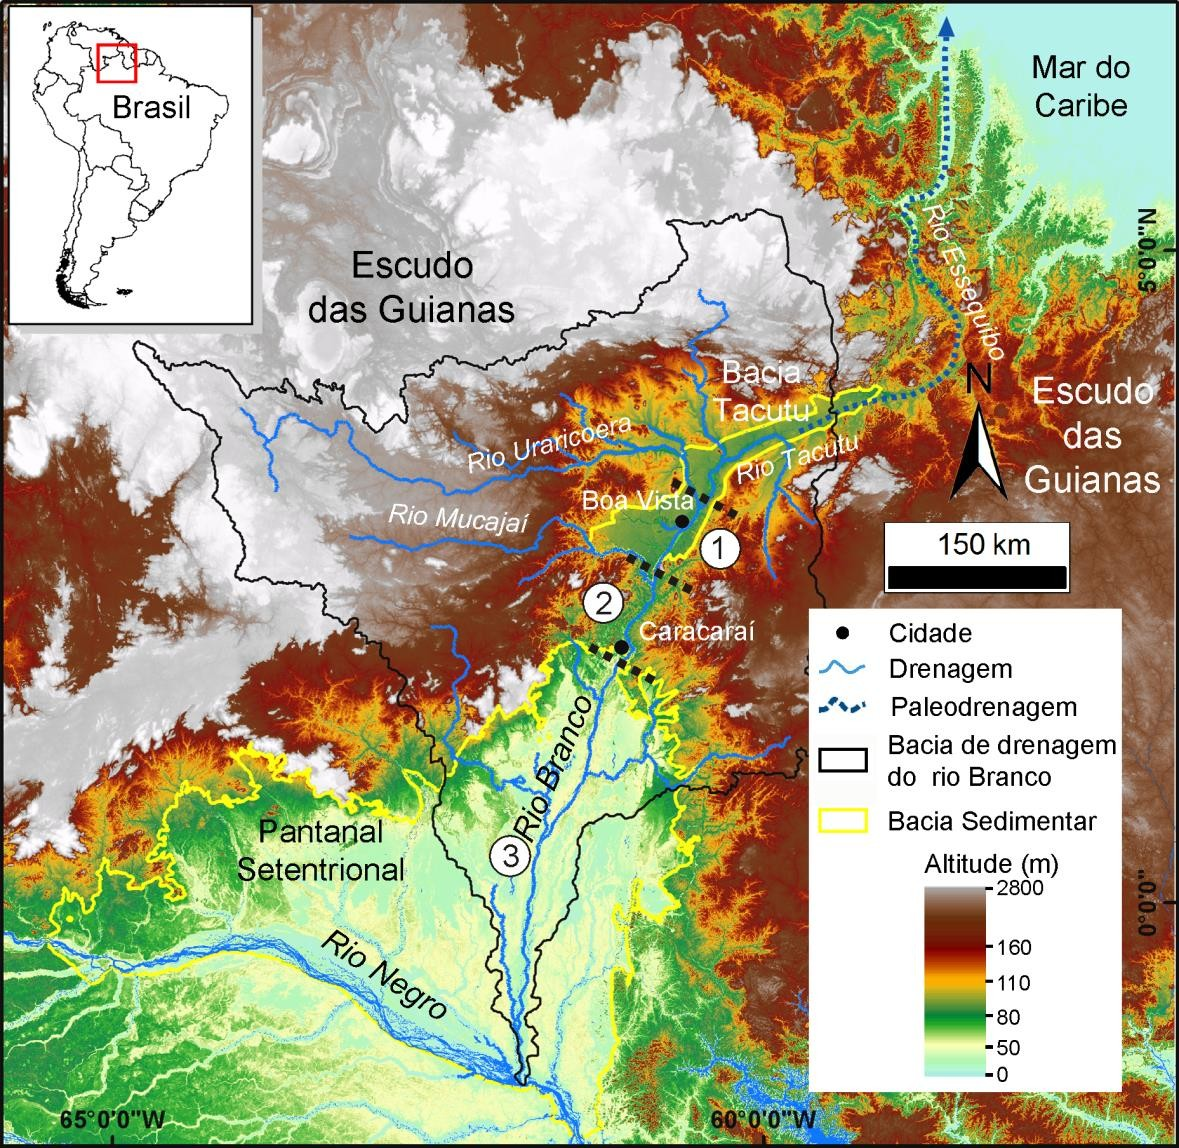 Brasil
Mar do
Caribe
5°0'0"N
Rio Essequibo
Escudo
das Guianas
N
Bacia
Tacutu
Escudo
das
Guianas
Rio Uraricoera
Rio Tacutu
Boa Vista
Rio Mucajaí
1
150 km
2
Caracaraí
Cidade
Drenagem
Paleodrenagem
Bacia de drenagem
do rio Branco
Bacia Sedimentar
Rio Branco
Pantanal
Setentrional
3
Altitude (m)
2800
160
110
80
50
0
0°0'0"
Rio Negro
65°0'0"W
60°0'0"W